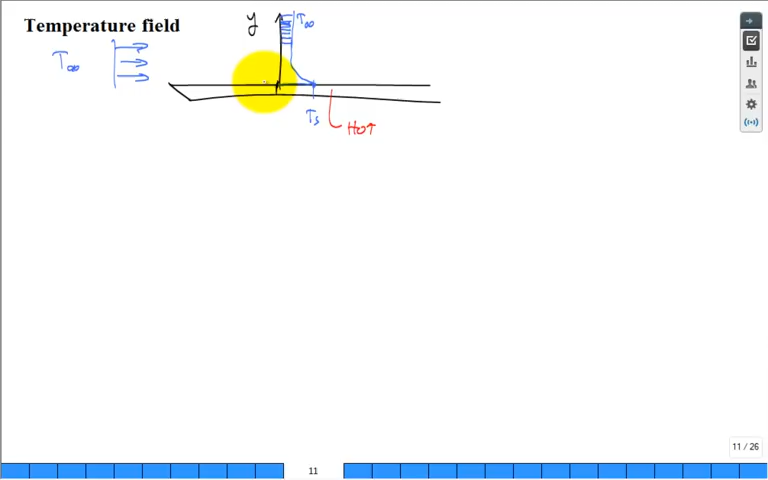 Temperature field
y
T∞
T∞
Ts
HOT
11 / 26
11